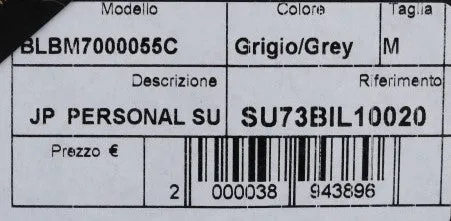 Modello Colore Taglia
BLBM7000055C Grigio/Grey M
Descrizione Riferimento
JP PERSONAL SU SU73BIL10020
Prezzo €
2 000038 943896